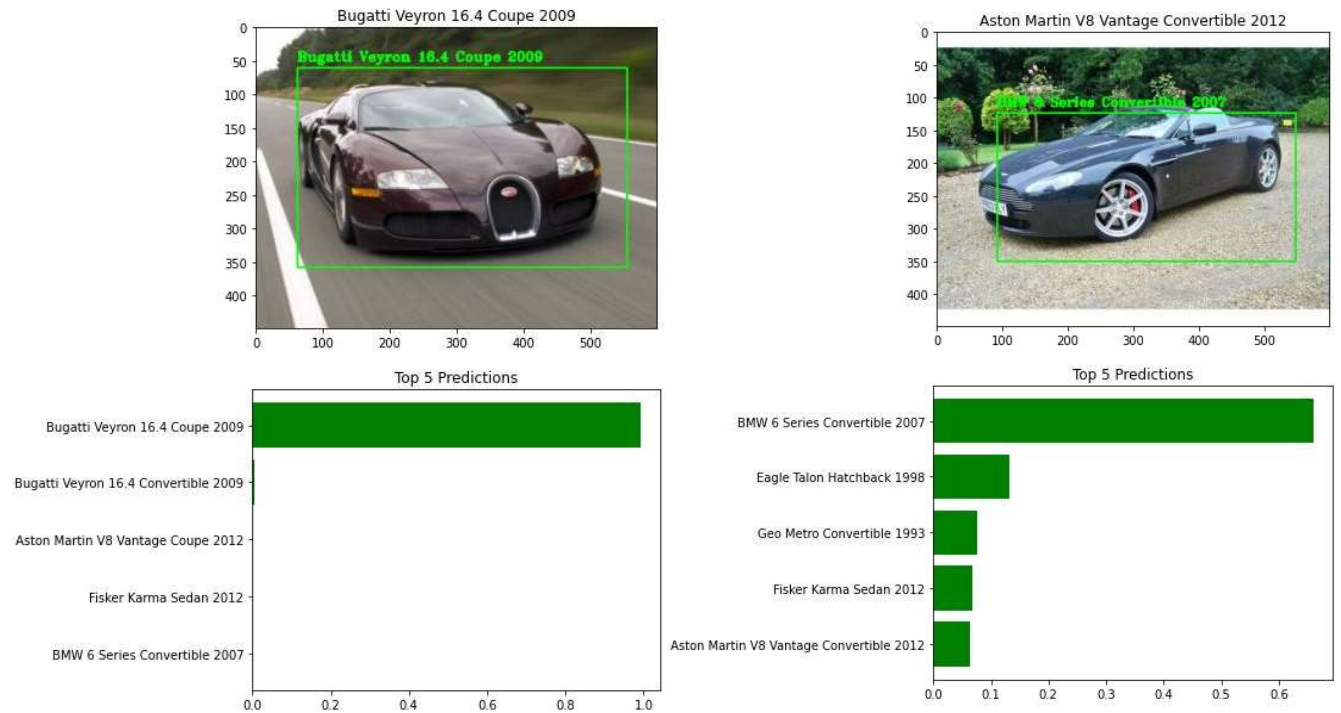 Bugatti Veyron 16.4 Coupe 2009
0
50
100
150
200
250
300
350
400
Bugatti Veyron 16.4 Coupe 2009
0 100 200 300 400 500
Top 5 Predictions
Bugatti Veyron 16.4 Coupe 2009
Bugatti Veyron 16.4 Convertible 2009
Aston Martin V8 Vantage Coupe 2012
Fisker Karma Sedan 2012
BMW 6 Series Convertible 2007
0.0 0.2 0.4 0.6 0.8 1.0
Aston Martin V8 Vantage Convertible 2012
0
50
100
150
200
250
300
350
400
BMW 6 Series Convertible 2007
0 100 200 300 400 500
Top 5 Predictions
BMW 6 Series Convertible 2007
Eagle Talon Hatchback 1998
Geo Metro Convertible 1993
Fisker Karma Sedan 2012
Aston Martin V8 Vantage Convertible 2012
0.0 0.1 0.2 0.3 0.4 0.5 0.6